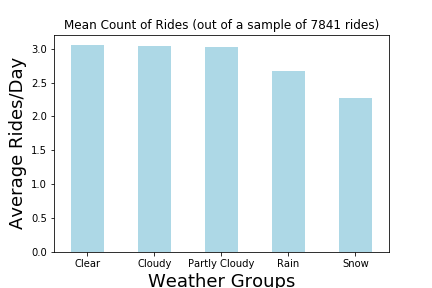 Mean Count of Rides (out of a sample of 7841 rides)
Average Rides/Day
3.0
2.5
2.0
1.5
1.0
0.5
0.0
Clear Cloudy Partly Cloudy Rain Snow
Weather Groups